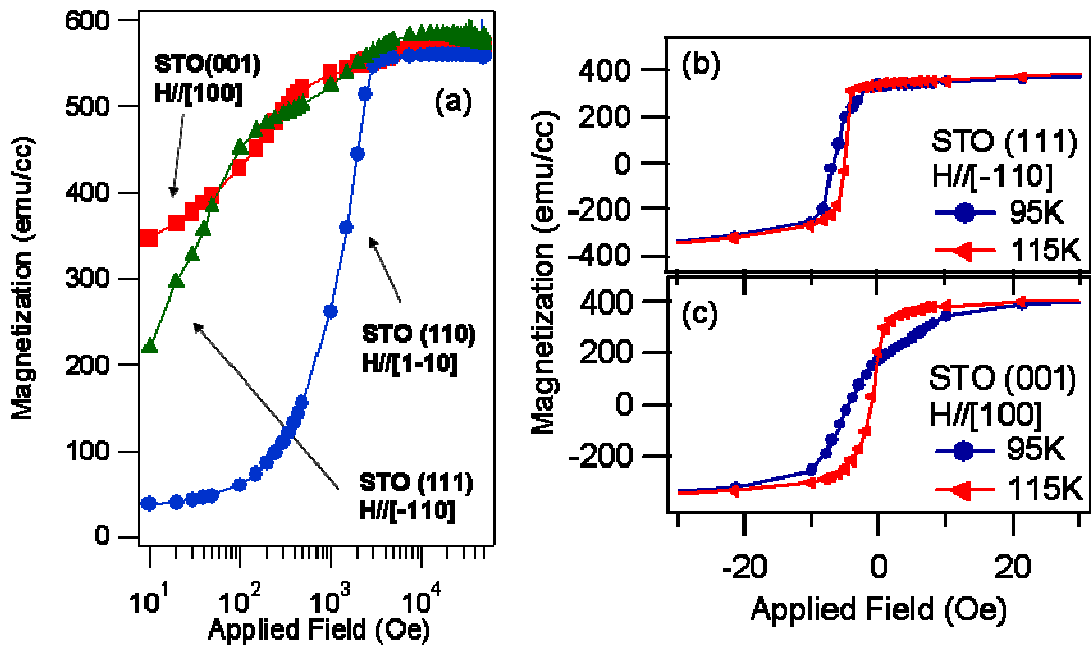 600
500
400
300
200
100
0
Magnetization (emu/cc)
STO(001)
H//[100]
(a)
STO (110)
H//[1-10]
STO (111)
H//[-110]
10¹
10²
10³
10⁴
Applied Field (Oe)
(b)
400
200
0
-200
-400
STO (111)
H//[-110]
95K
115K
Magnetization (emu/cc)
(c)
400
200
0
-200
STO (001)
H//[100]
95K
115K
-20
0
20
Applied Field (Oe)